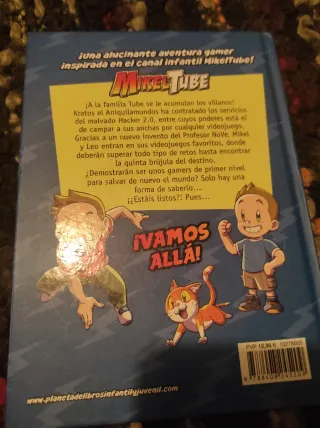 ¡Una alucinante aventura gamer
inspirada en el canal infantil MikelTube!
MIKELTUBE
¡A la familia Tube se le acumulan los villanos!
Kratos el Aniquilamundos ha contratado los servicios
del malvado Hacker 2.0, entre cuyos poderes está el
de campar a sus anchas por cualquier videojuego.
Gracias a un nuevo invento del Profesor NoVe, Mikel
y Leo entran en sus videojuegos favoritos, donde
deberán superar todo tipo de retos hasta encontrar
la quinta brújula del destino.
¿Demostrarán ser unos gamers de primer nivel
para salvar de nuevo el mundo? Solo hay una
forma de saberlo...
¡¿Estáis listos?!: Pues...
¡VAMOS
ALLÁ!
PVP 12,95 €
www.planetadelibrosinfantilyjuvenil.com